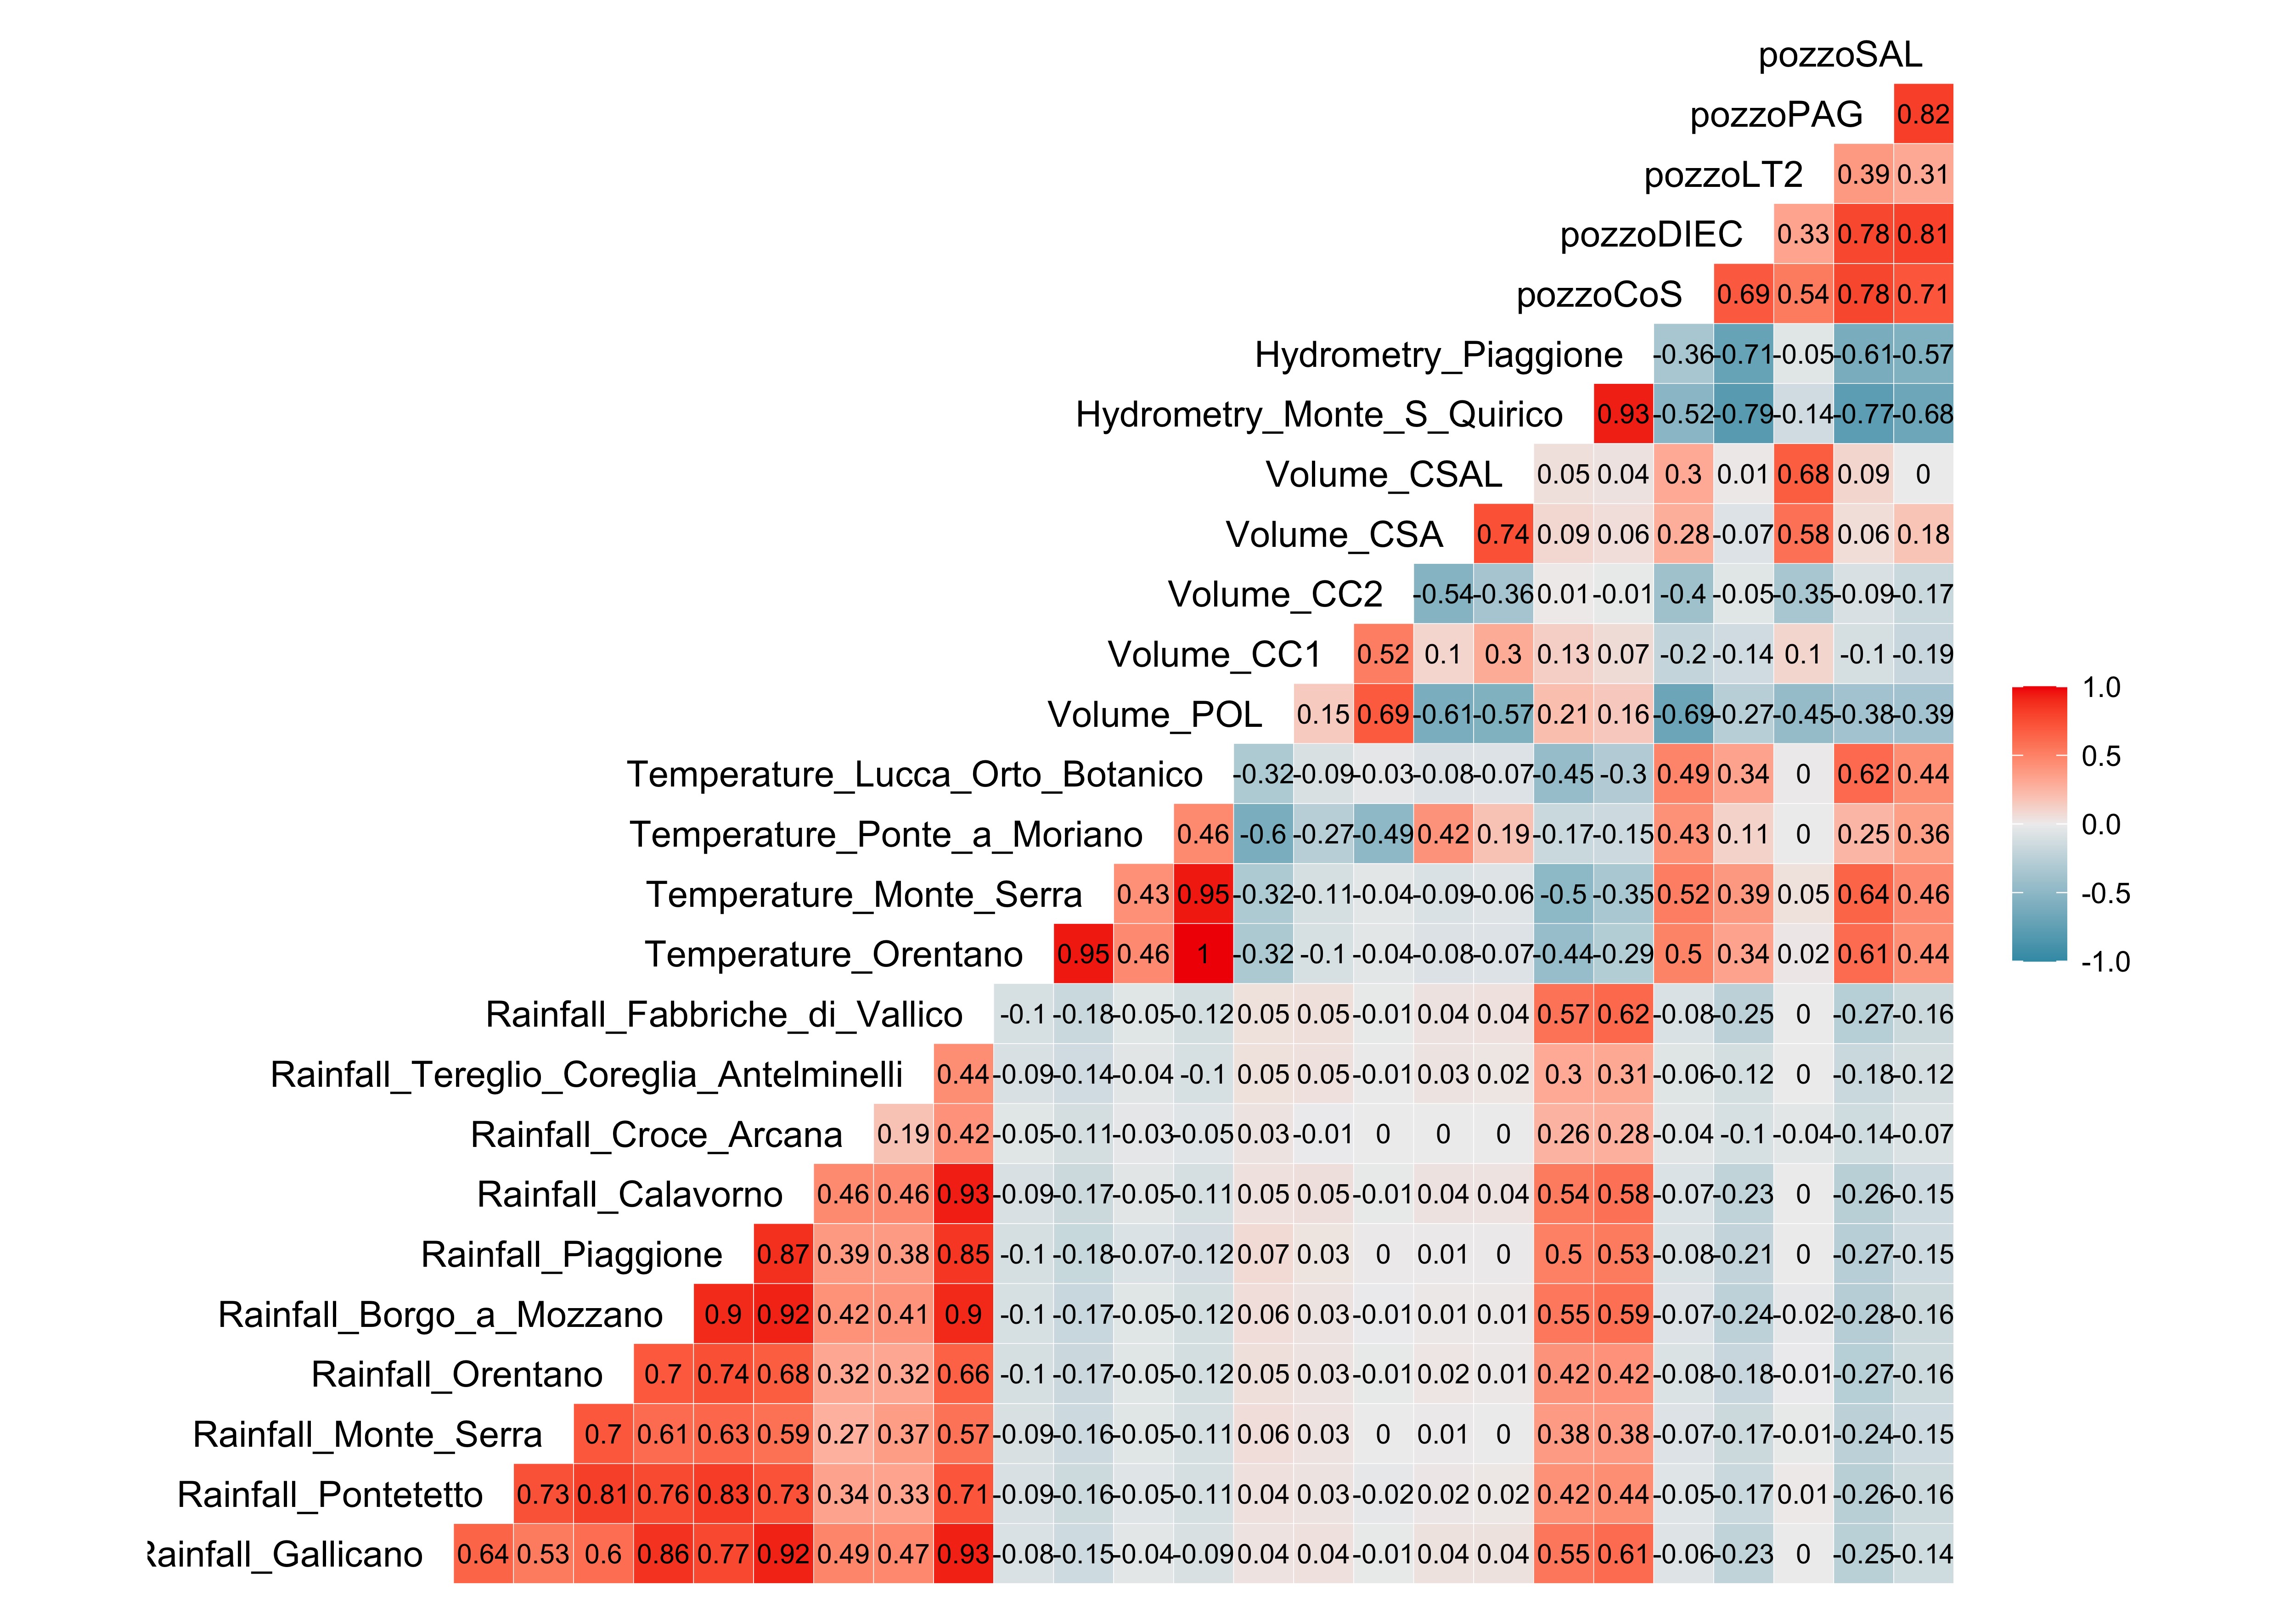 pozzoSAL
pozzoPAG 0.82
pozzoLT2 0.39 0.31
pozzoDIEC 0.33 0.78 0.81
pozzoCoS 0.69 0.54 0.78 0.71
Hydrometry_Piaggione -0.36 -0.71 -0.05 -0.61 -0.57
Hydrometry_Monte_S_Quirico 0.93 -0.52 -0.79 -0.14 -0.77 -0.68
Volume_CSAL 0.05 0.04 0.3 0.01 0.68 0.09 0
Volume_CSA 0.74 0.09 0.06 0.28 -0.07 0.58 0.06 0.18
Volume_CC2 -0.54 -0.36 0.01 -0.01 -0.4 -0.05 -0.35 -0.09 -0.17
Volume_CC1 0.52 0.1 0.3 0.13 0.07 -0.2 -0.14 0.1 -0.1 -0.19
1.0
Volume_POL 0.15 0.69 -0.61 -0.57 0.21 0.16 -0.69 -0.27 -0.45 -0.38 -0.39
0.5
Temperature_Lucca_Orto_Botanico -0.32 -0.09 -0.03 -0.08 -0.07 -0.45 -0.3 0.49 0.34 0 0.62 0.44
0.0
Temperature_Ponte_a_Moriano 0.46 -0.6 -0.27 -0.49 0.42 0.19 -0.17 -0.15 0.43 0.11 0 0.25 0.36
-0.5
Temperature_Monte_Serra 0.43 0.95 -0.32 -0.11 -0.04 -0.09 -0.06 -0.5 -0.35 0.52 0.39 0.05 0.64 0.46
Temperature_Orentano 0.95 0.46 1 -0.32 -0.1 -0.04 -0.08 -0.07 -0.44 -0.29 0.5 0.34 0.02 0.61 0.44
-1.0
Rainfall_Fabbriche_di_Vallico -0.1 -0.18 -0.05 -0.12 0.05 0.05 -0.01 0.04 0.04 0.57 0.62 -0.08 -0.25 0 -0.27 -0.16
Rainfall_Tereglio_Coreglia_Antelminelli 0.44 -0.09 -0.14 -0.04 -0.1 0.05 0.05 -0.01 0.03 0.02 0.3 0.31 -0.06 -0.12 0 -0.18 -0.12
Rainfall_Croce_Arcana 0.19 0.42 -0.05 -0.11 -0.03 -0.05 0.03 -0.01 0 0 0 0.26 0.28 -0.04 -0.1 -0.04 -0.14 -0.07
Rainfall_Calavorno 0.46 0.46 0.93 -0.09 -0.17 -0.05 -0.11 0.05 0.05 -0.01 0.04 0.04 0.54 0.58 -0.07 -0.23 0 -0.26 -0.15
Rainfall_Piaggione 0.87 0.39 0.38 0.85 -0.1 -0.18 -0.07 -0.12 0.07 0.03 0 0.01 0 0.5 0.53 -0.08 -0.21 0 -0.27 -0.15
Rainfall_Borgo_a_Mozzano 0.9 0.92 0.42 0.41 0.9 -0.1 -0.17 -0.05 -0.12 0.06 0.03 -0.01 0.01 0.01 0.55 0.59 -0.07 -0.24 -0.02 -0.28 -0.16
Rainfall_Orentano 0.7 0.74 0.68 0.32 0.32 0.66 -0.1 -0.17 -0.05 -0.12 0.05 0.03 -0.01 0.02 0.01 0.42 0.42 -0.08 -0.18 -0.01 -0.27 -0.16
Rainfall_Monte_Serra 0.7 0.61 0.63 0.59 0.27 0.37 0.57 -0.09 -0.16 -0.05 -0.11 0.06 0.03 0 0.01 0 0.38 0.38 -0.07 -0.17 -0.01 -0.24 -0.15
Rainfall_Pontetetto 0.73 0.81 0.76 0.83 0.73 0.34 0.33 0.71 -0.09 -0.16 -0.05 -0.11 0.04 0.03 -0.02 0.02 0.02 0.42 0.44 -0.05 -0.17 0.01 -0.26 -0.16
Rainfall_Gallicano 0.64 0.53 0.6 0.86 0.77 0.92 0.49 0.47 0.93 -0.08 -0.15 -0.04 -0.09 0.04 0.04 -0.01 0.04 0.04 0.55 0.61 -0.06 -0.23 0 -0.25 -0.14